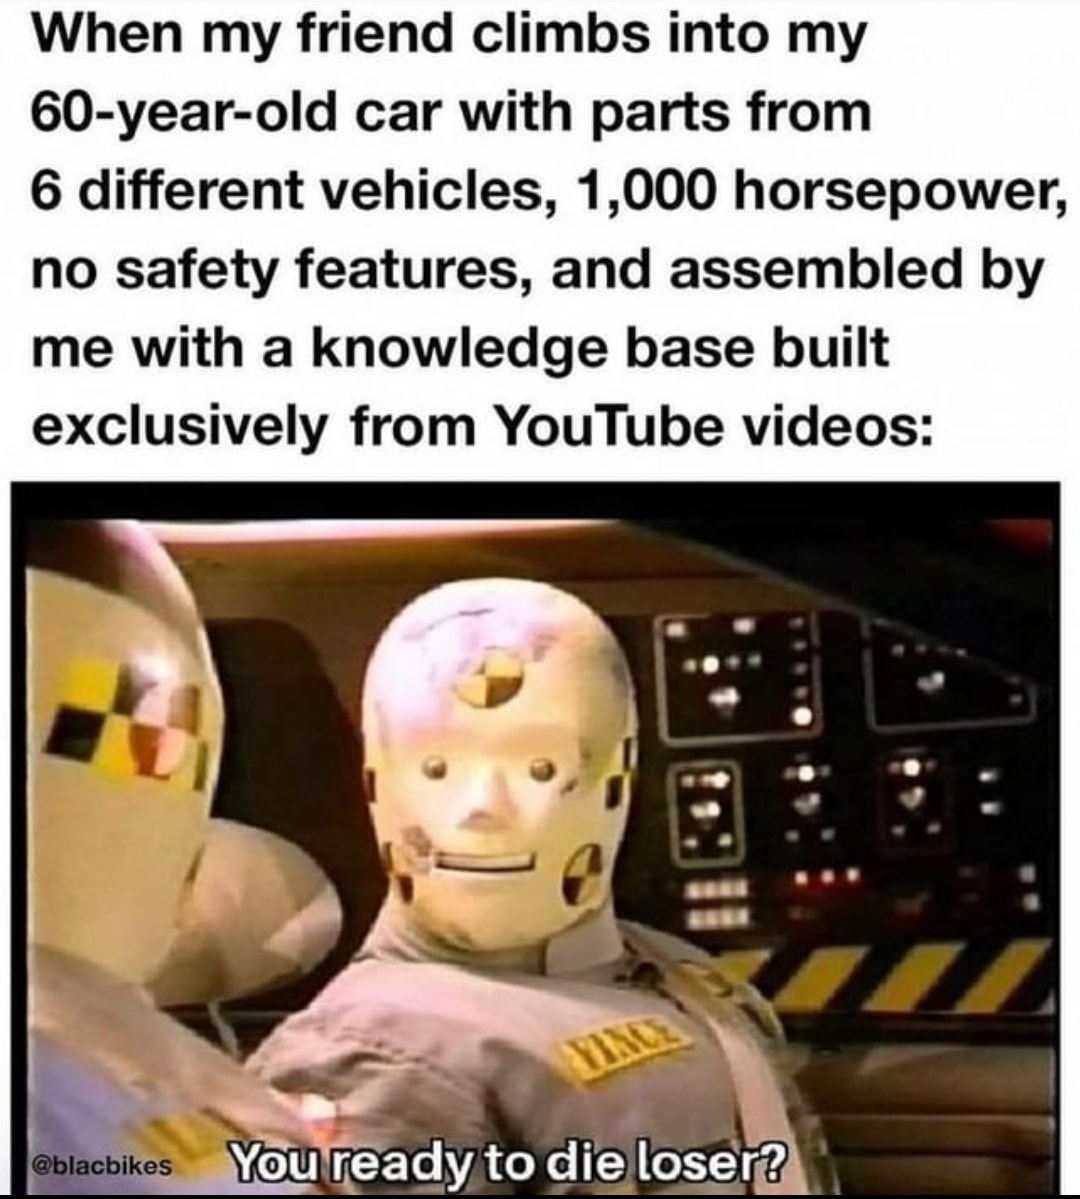 When my friend climbs into my
60-year-old car with parts from
6 different vehicles, 1,000 horsepower,
no safety features, and assembled by
me with a knowledge base built
exclusively from YouTube videos:
VINCE
@blacbikes
You ready to die loser?